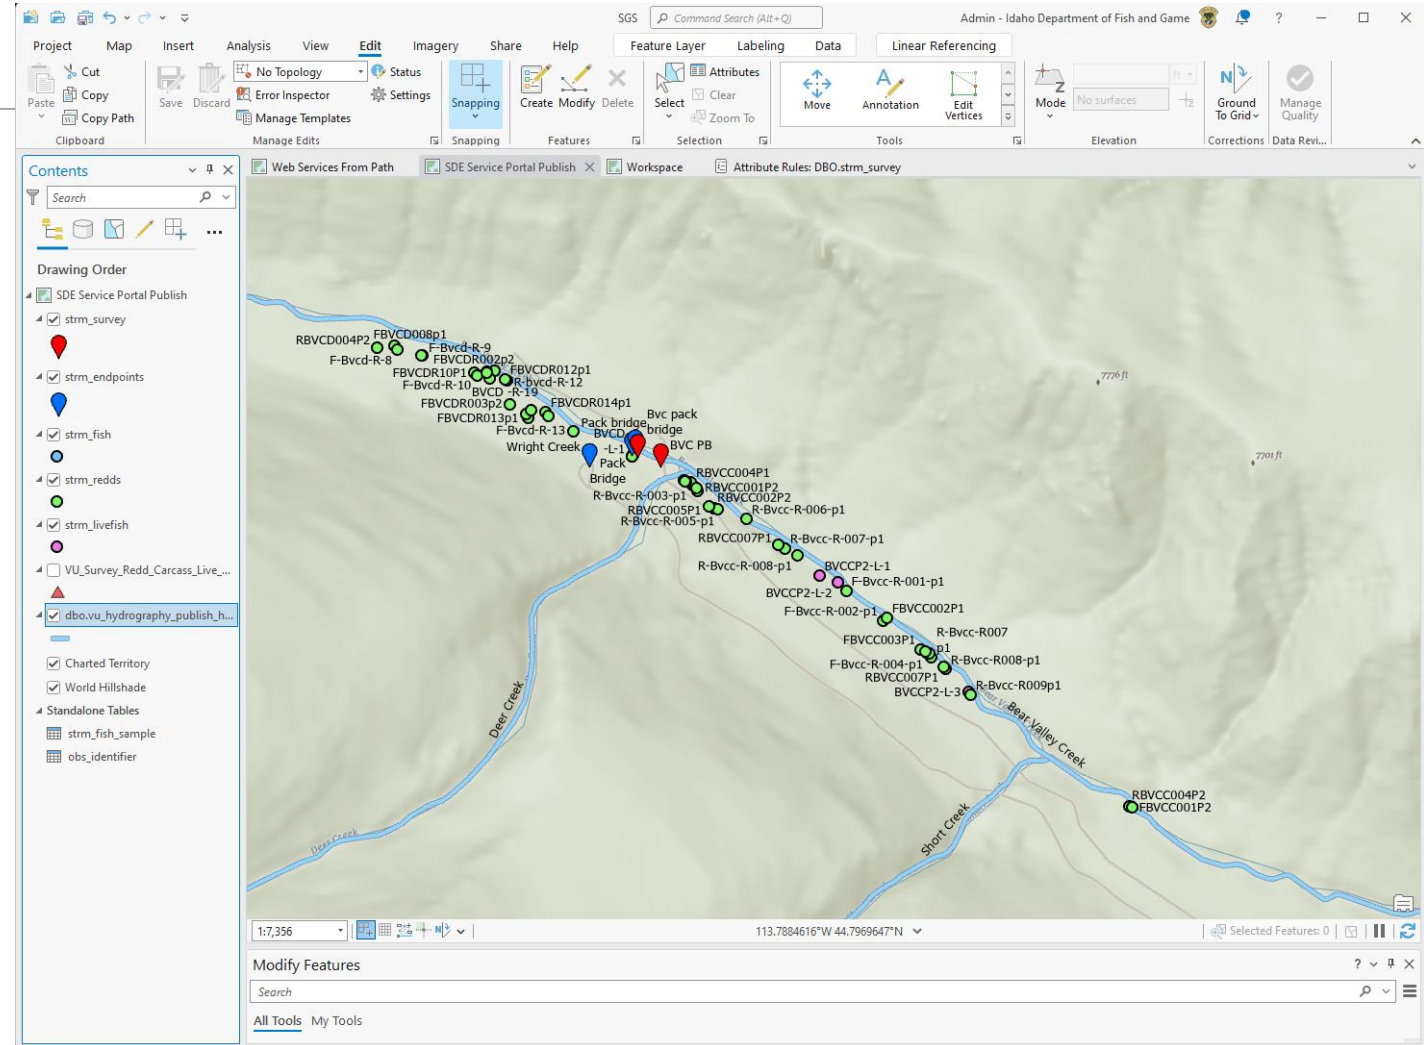 SGS
Command Search (Alt+Q)
Admin - Idaho Department of Fish and Game
?
Project Map Insert Analysis View Edit Imagery Share Help Feature Layer Labeling Data Linear Referencing
Paste
Cut
Copy
Copy Path
Clipboard
Save
Discard
No Topology
Error Inspector
Manage Templates
Status
Settings
Manage Edits
Snapping
Snapping
Create
Modify
Delete
Features
Select
Attributes
Clear
Zoom To
Selection
Move
Annotation
Edit
Vertices
Tools
Mode
Z
ft
No surfaces
Elevation
Ground
To Grid
Corrections
Manage
Quality
Data Revi...
Contents
Search
Drawing Order
SDE Service Portal Publish
strm_survey
strm_endpoints
strm_fish
strm_redds
strm_livefish
VU_Survey_Redd_Carcass_Live_...
dbo.vu_hydrography_publish_h...
Charted Territory
World Hillshade
Standalone Tables
strm_fish_sample
obs_identifier
Web Services From Path
SDE Service Portal Publish
Workspace
Attribute Rules: DBO.strm_survey
FBVCD008p1
RBVCD004P2
F-Bvcd-R-9
F-Bvcd-R-8
FBVCDR002p2
FBVCDR10P1
FBVCDR012p1
F-Bvcd-R-10
R-bvcd-R-12
BVCD -R-19
FBVCDR003p2
FBVCDR014p1
FBVCDR013p1
F-Bvcd-R-13
Pack bridge
Bvc pack
bridge
BVCD
-L-1
Wright Creek
BVC PB
Pack
Bridge
RBVCC004P1
RBVCC001P2
R-Bvcc-R-003-p1
RBVCC002P2
RBVCC005P1
R-Bvcc-R-006-p1
R-Bvcc-R-005-p1
RBVCC007P1
R-Bvcc-R-007-p1
R-Bvcc-R-008-p1
BVCCP2-L-1
F-Bvcc-R-001-p1
BVCCP2-L-2
F-Bvcc-R-002-p1
FBVCC002P1
R-Bvcc-R007
p1
FBVCC003P1
F-Bvcc-R-004-p1
R-Bvcc-R008-p1
RBVCC007P1
BVCCP2-L-3
R-Bvcc-R009p1
7776 ft
7701 ft
Deer Creek
Deer Creek
Bear Valley Creek
Short Creek
RBVCC004P2
FBVCC001P2
1:7,356
113.7884616°W 44.7969647°N
Selected Features: 0
Modify Features
?
Search
All Tools My Tools